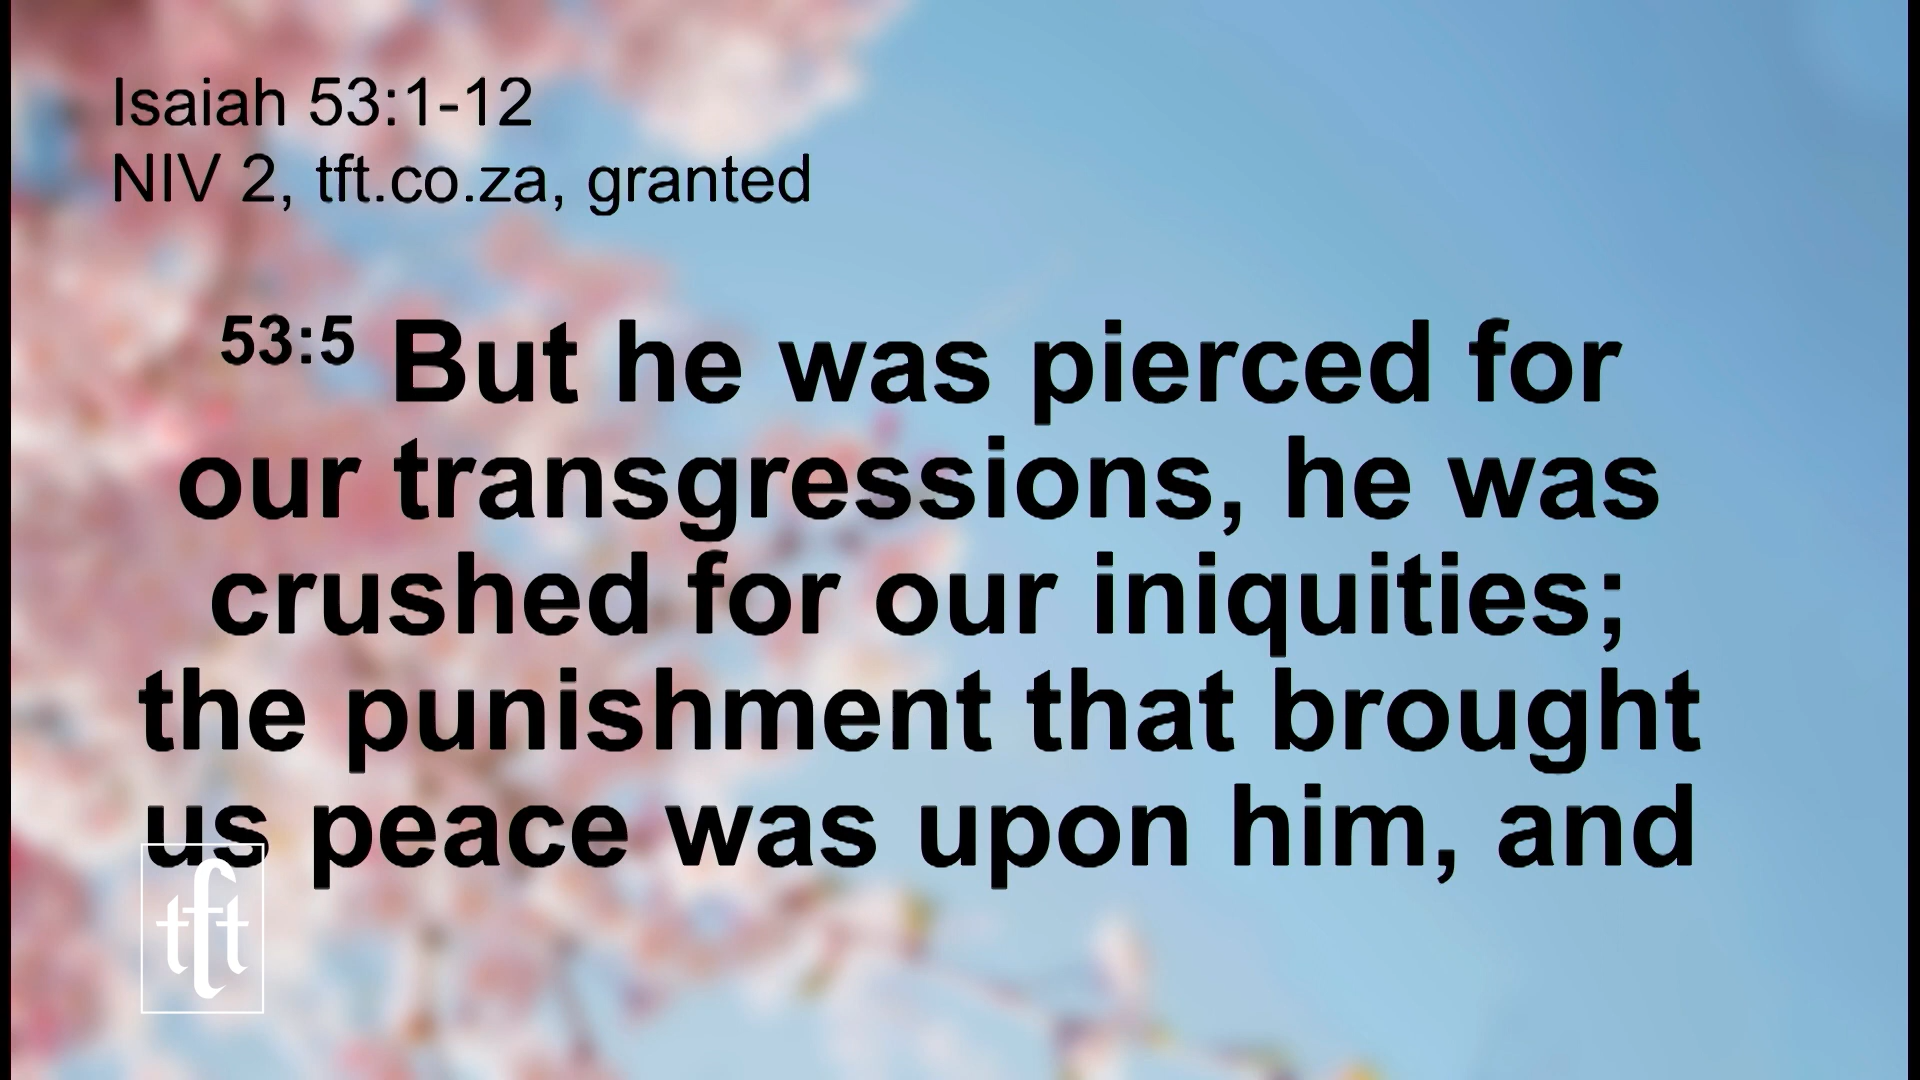 Isaiah 53:1-12
NIV 2, tft.co.za, granted
53:5 But he was pierced for
our transgressions, he was
crushed for our iniquities;
the punishment that brought
us peace was upon him, and
tft